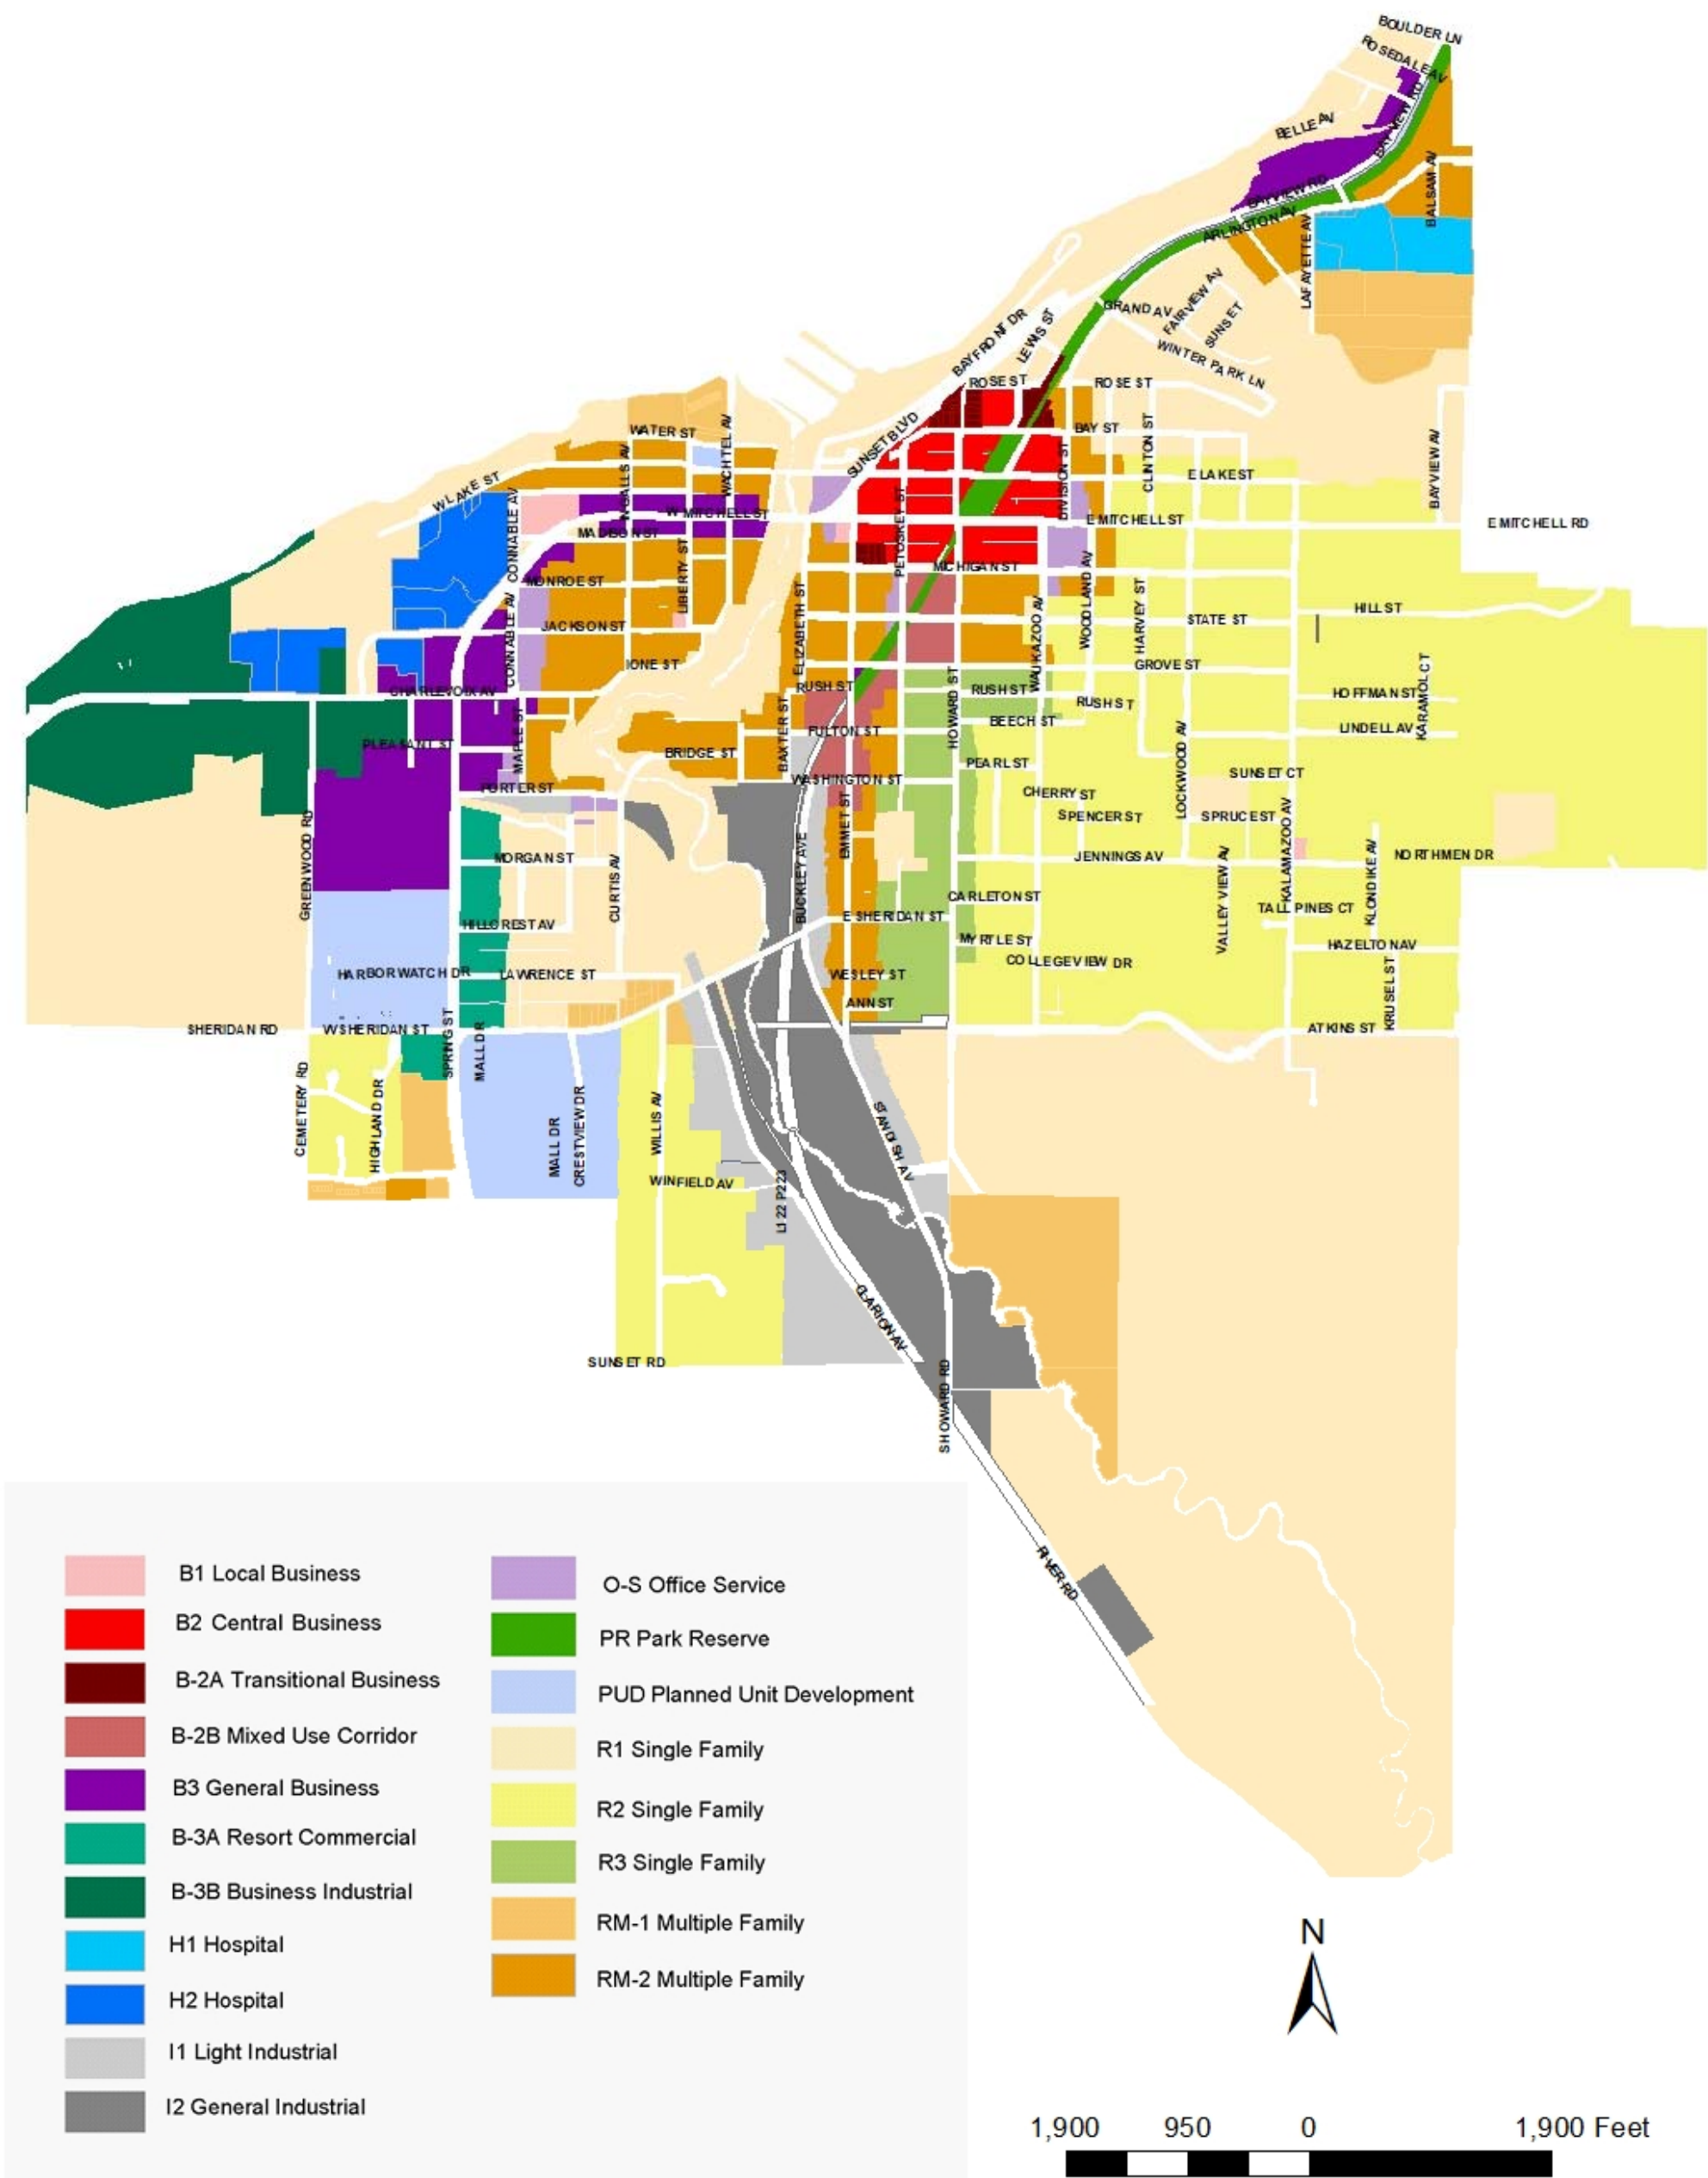 BOULDER LN
ROSEDALE AV
BAYVIEW RD
BELLE AV
BALSAM AV
BAYVIEW RD
ARLINGTON AV
LAFAYETTE AV
FAIRVIEW AV
GRAND AV
SUNSET
WINTER PARK LN
BAYFRONT DR
LEWIS ST
ROSE ST
ROSE ST
SUNSET BLVD
BAY ST
CLINTON ST
WATER ST
WACHTEL AV
INGALLS AV
DIVISION ST
E LAKE ST
BAYVIEW AV
W LAKE ST
CONNABLE AV
W MITCHELL ST
PETOSKEY ST
E MITCHELL ST
E MITCHELL RD
MADISON ST
LIBERTY ST
MICHIGAN ST
MONROE ST
ELIZABETH ST
WAUKAZOO AV
WOODLAND AV
HARVEY ST
HILL ST
CONNABLE AV
JACKSON ST
STATE ST
IONE ST
GROVE ST
KARAMOL CT
CHARLEVOIX AV
RUSH ST
HOWARD ST
RUSH ST
RUSH ST
HOFFMAN ST
MAPLE ST
BAXTER ST
FULTON ST
BEECH ST
LINDELL AV
PLEASANT ST
BRIDGE ST
LOCKWOOD AV
PEARL ST
SUNSET CT
PORTER ST
WASHINGTON ST
CHERRY ST
GREENWOOD RD
EMMET ST
SPENCER ST
SPRUCE ST
KALAMAZOO AV
MORGAN ST
CURTIS AV
BUCKLEY AVE
JENNINGS AV
VALLEY VIEW AV
KLONDIKE AV
NORTHMEN DR
CARLETON ST
TALL PINES CT
HILLCREST AV
E SHERIDAN ST
MYRTLE ST
HAZELTON AV
HARBORWATCH DR
LAWRENCE ST
WESLEY ST
COLLEGEVIEW DR
KRUSEL ST
ANN ST
SHERIDAN RD
W SHERIDAN ST
SPRING ST
MALL DR
ATKINS ST
CEMETERY RD
HIGHLAND DR
MALL DR
CRESTVIEW DR
WILLIS AV
STANDISH AV
WINFIELD AV
L122 P223
CLARION AV
SUNSET RD
S HOWARD RD
RIVER RD
B1 Local Business
B2 Central Business
B-2A Transitional Business
B-2B Mixed Use Corridor
B3 General Business
B-3A Resort Commercial
B-3B Business Industrial
H1 Hospital
H2 Hospital
I1 Light Industrial
I2 General Industrial
O-S Office Service
PR Park Reserve
PUD Planned Unit Development
R1 Single Family
R2 Single Family
R3 Single Family
RM-1 Multiple Family
RM-2 Multiple Family
N
1,900 950 0 1,900 Feet